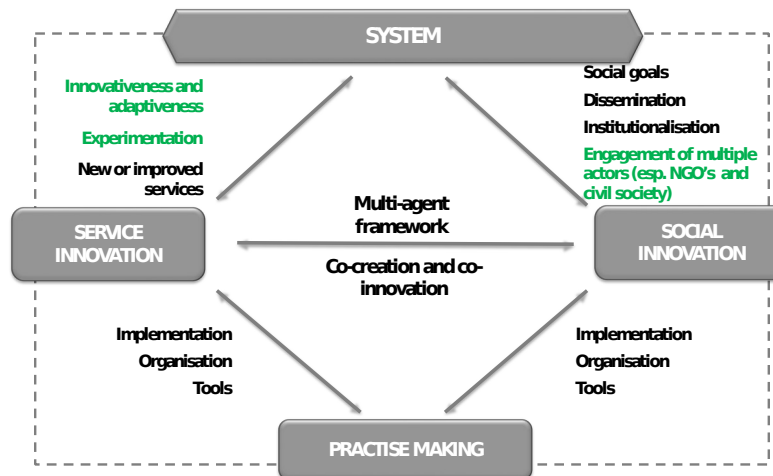 SYSTEM
Innovativeness and
adaptiveness
Experimentation
New or improved
services
Social goals
Dissemination
Institutionalisation
Engagement of multiple
actors (esp. NGO's and
civil society)
SERVICE
INNOVATION
Multi-agent
framework
Co-creation and co-
innovation
SOCIAL
INNOVATION
Implementation
Organisation
Tools
Implementation
Organisation
Tools
PRACTISE MAKING